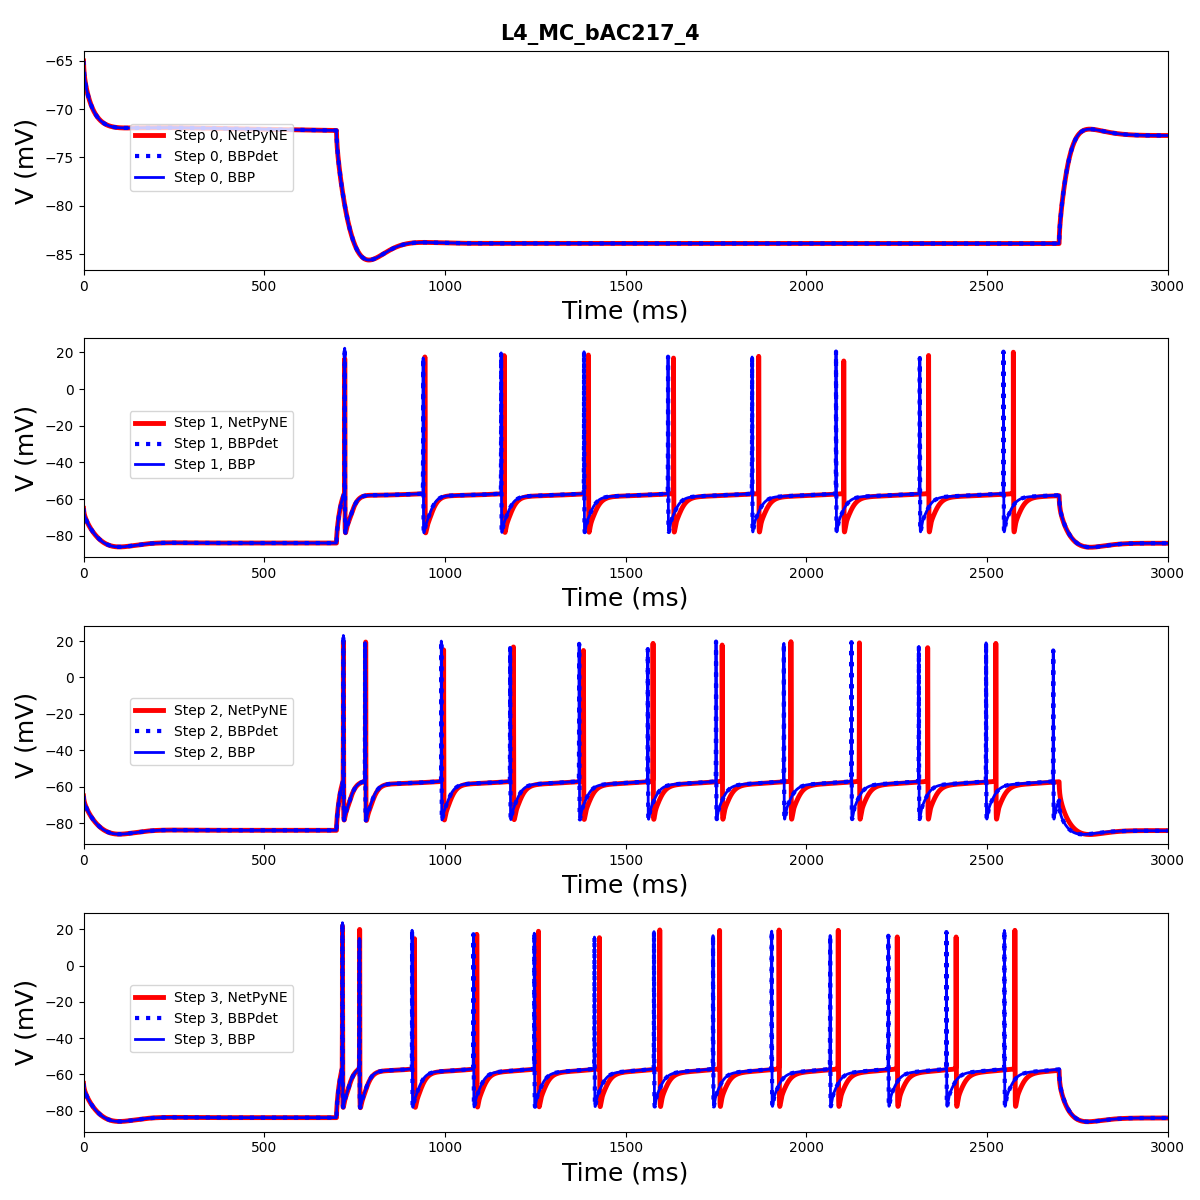 L4_MC_bAC217_4
−65
−70
−75
−80
−85
V (mV)
Step 0, NetPyNE
Step 0, BBPdet
Step 0, BBP
0 500 1000 1500 2000 2500 3000
Time (ms)
20
0
−20
−40
−60
−80
V (mV)
Step 1, NetPyNE
Step 1, BBPdet
Step 1, BBP
0 500 1000 1500 2000 2500 3000
Time (ms)
20
0
−20
−40
−60
−80
V (mV)
Step 2, NetPyNE
Step 2, BBPdet
Step 2, BBP
0 500 1000 1500 2000 2500 3000
Time (ms)
20
0
−20
−40
−60
−80
V (mV)
Step 3, NetPyNE
Step 3, BBPdet
Step 3, BBP
0 500 1000 1500 2000 2500 3000
Time (ms)